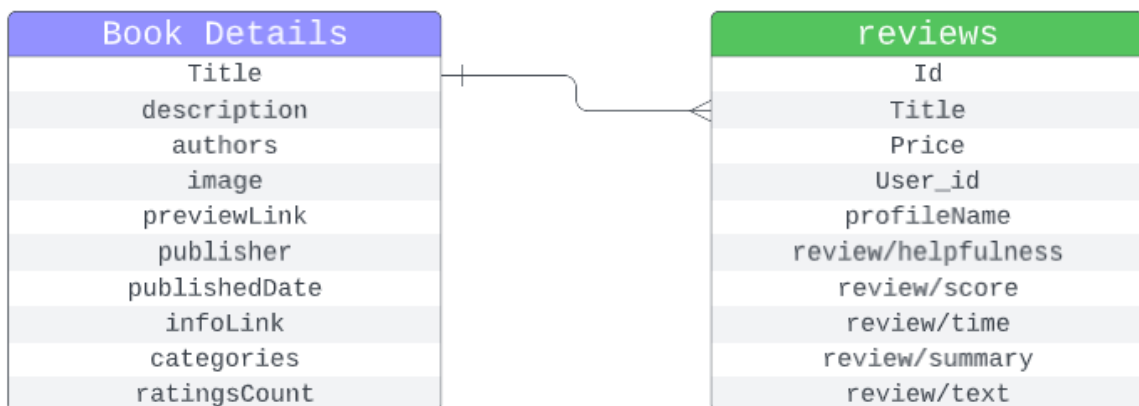 Book Details
Title
description
authors
image
previewLink
publisher
publishedDate
infoLink
categories
ratingsCount
reviews
Id
Title
Price
User_id
profileName
review/helpfulness
review/score
review/time
review/summary
review/text